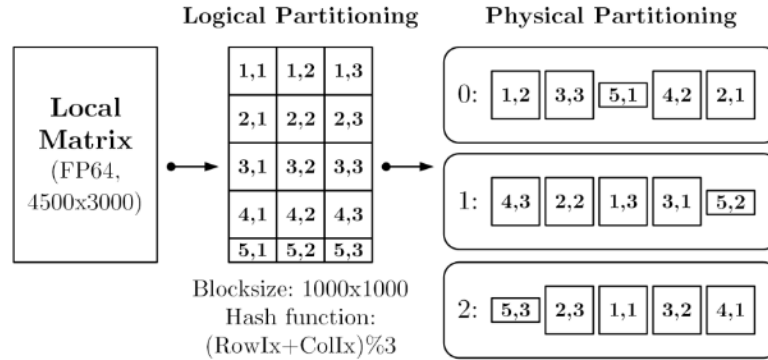 Logical Partitioning
Physical Partitioning
Local
Matrix
(FP64,
4500x3000)
1,1 1,2 1,3
2,1 2,2 2,3
3,1 3,2 3,3
4,1 4,2 4,3
5,1 5,2 5,3
Blocksize: 1000x1000
Hash function:
(RowIx+ColIx)%3
0: 1,2 3,3 5,1 4,2 2,1
1: 4,3 2,2 1,3 3,1 5,2
2: 5,3 2,3 1,1 3,2 4,1